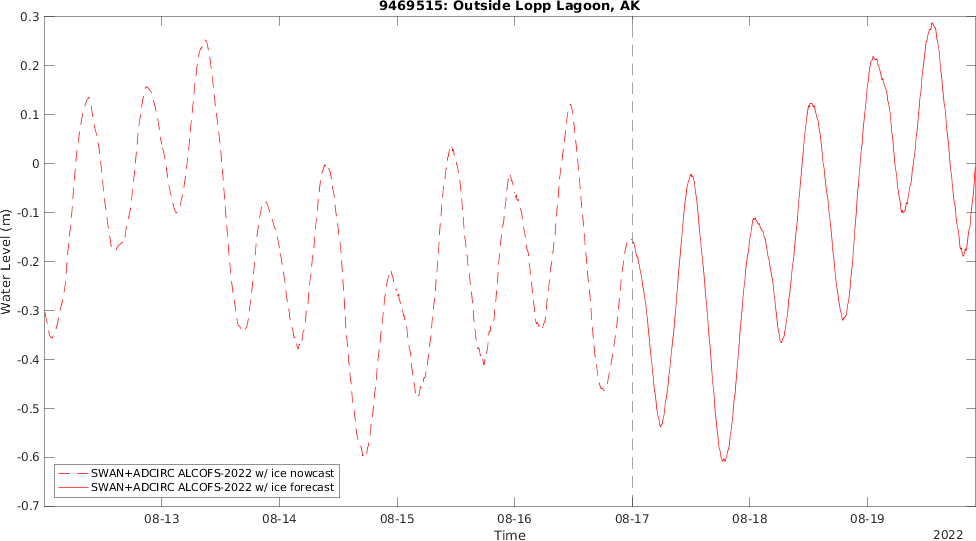 9469515: Outside Lopp Lagoon, AK
0.3
0.2
0.1
0
-0.1
-0.2
-0.3
-0.4
-0.5
-0.6
-0.7
Water Level (m)
SWAN+ADCIRC ALCOFS-2022 w/ ice nowcast
SWAN+ADCIRC ALCOFS-2022 w/ ice forecast
08-13 08-14 08-15 08-16 08-17 08-18 08-19
Time
2022